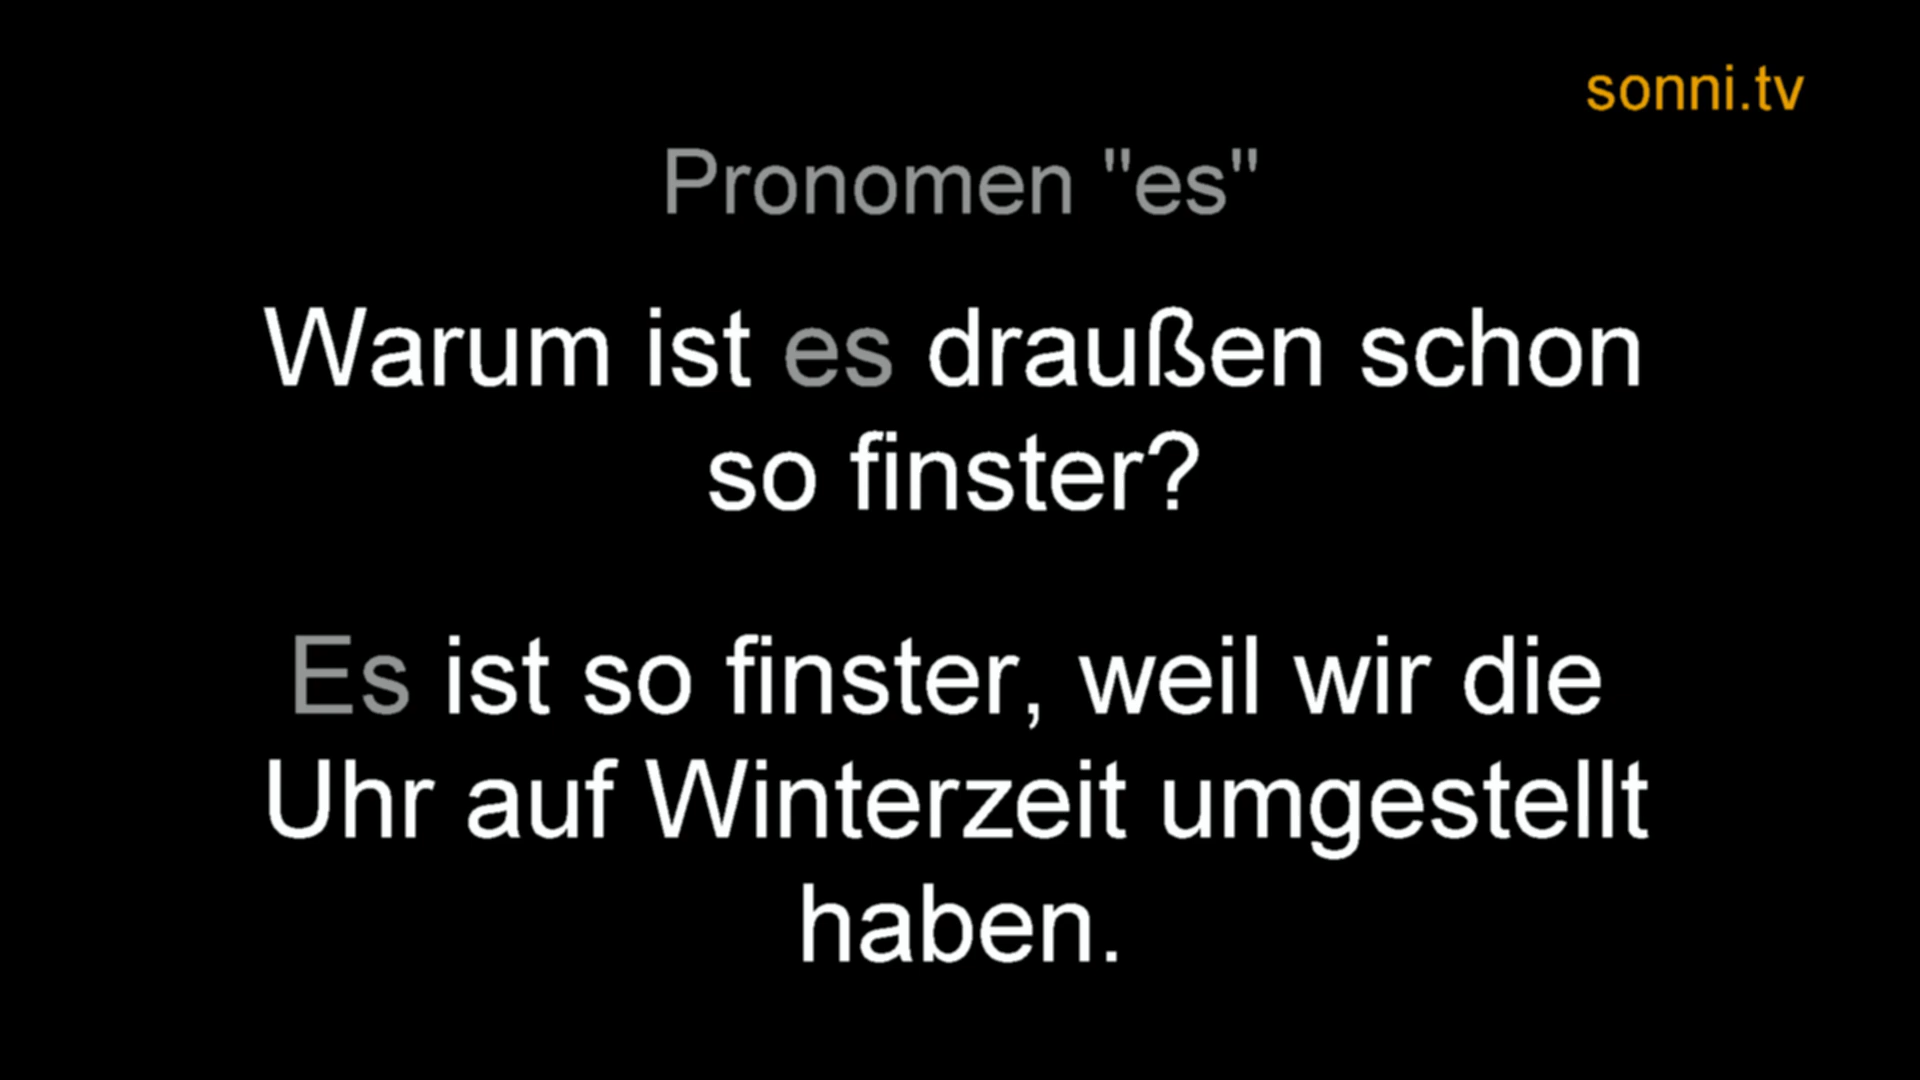 sonni.tv
Pronomen "es"
Warum ist es draußen schon
so finster?
Es ist so finster, weil wir die
Uhr auf Winterzeit umgestellt
haben.